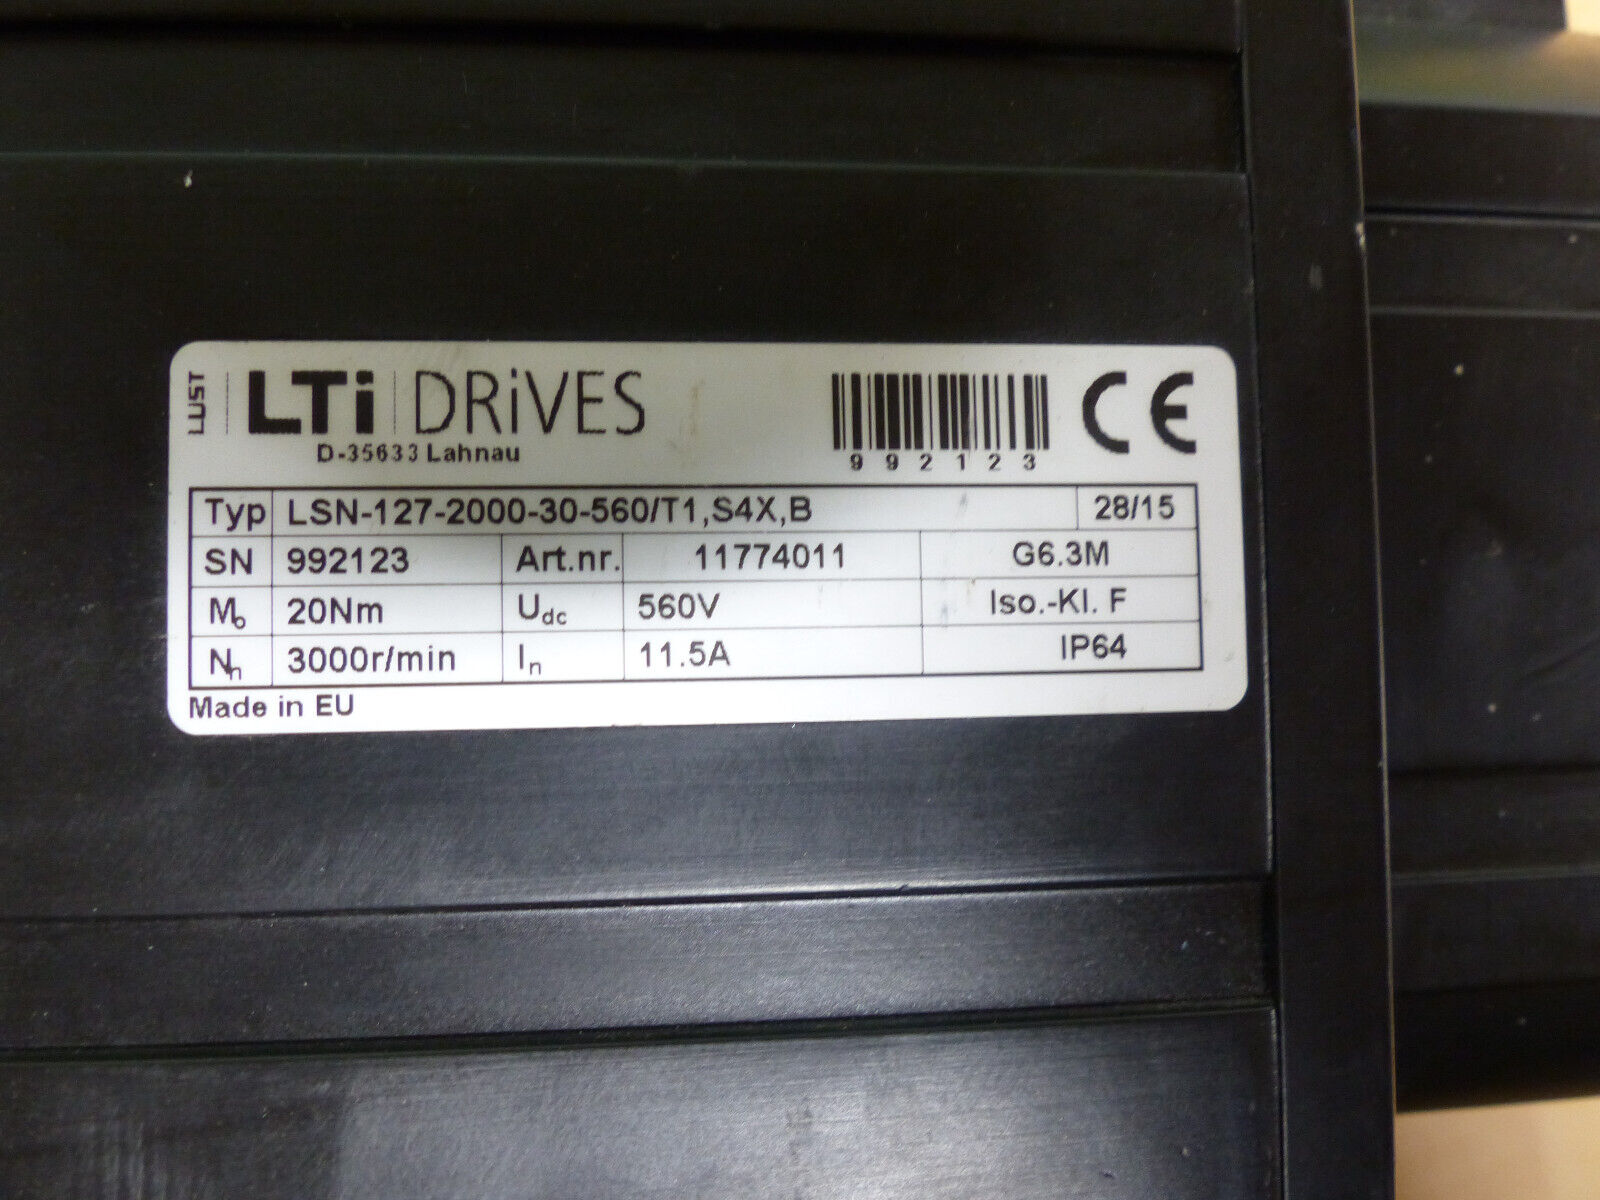 LUST LTi DRiVES
D-35633 Lahnau
992123
CE
Typ LSN-127-2000-30-560/T1,S4X,B 28/15
SN 992123 Art.nr. 11774011 G6.3M
Mo 20Nm Udc 560V Iso.-Kl. F
Nn 3000r/min In 11.5A IP64
Made in EU